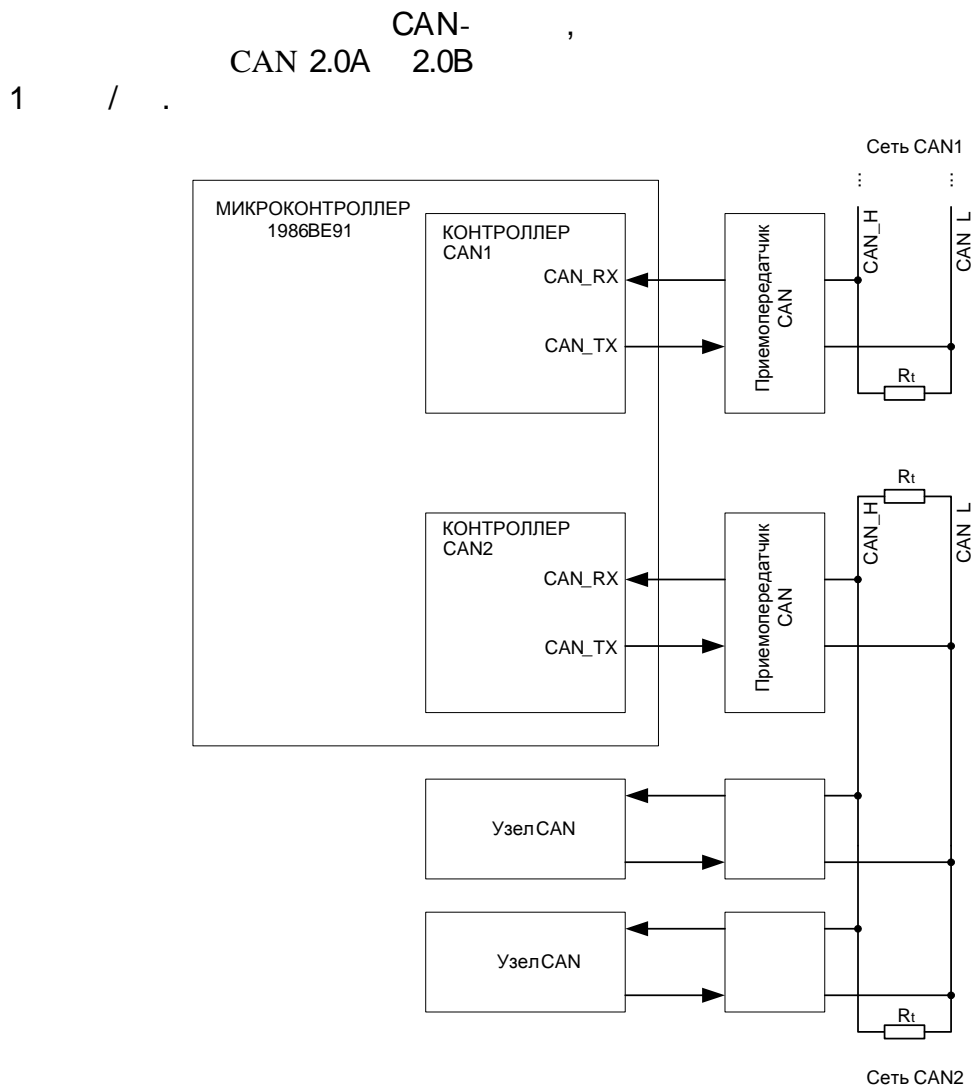 CAN- ,
CAN 2.0A 2.0B
1 / .
Сеть CAN1
... ...
МИКРОКОНТРОЛЛЕР
1986ВЕ91
КОНТРОЛЛЕР
CAN1
CAN_RX
CAN_TX
Приемопередатчик
CAN
CAN_H
CAN_L
Rt
Rt
КОНТРОЛЛЕР
CAN2
CAN_RX
CAN_TX
Приемопередатчик
CAN
CAN_H
CAN_L
Узел CAN
Узел CAN
Rt
Сеть CAN2